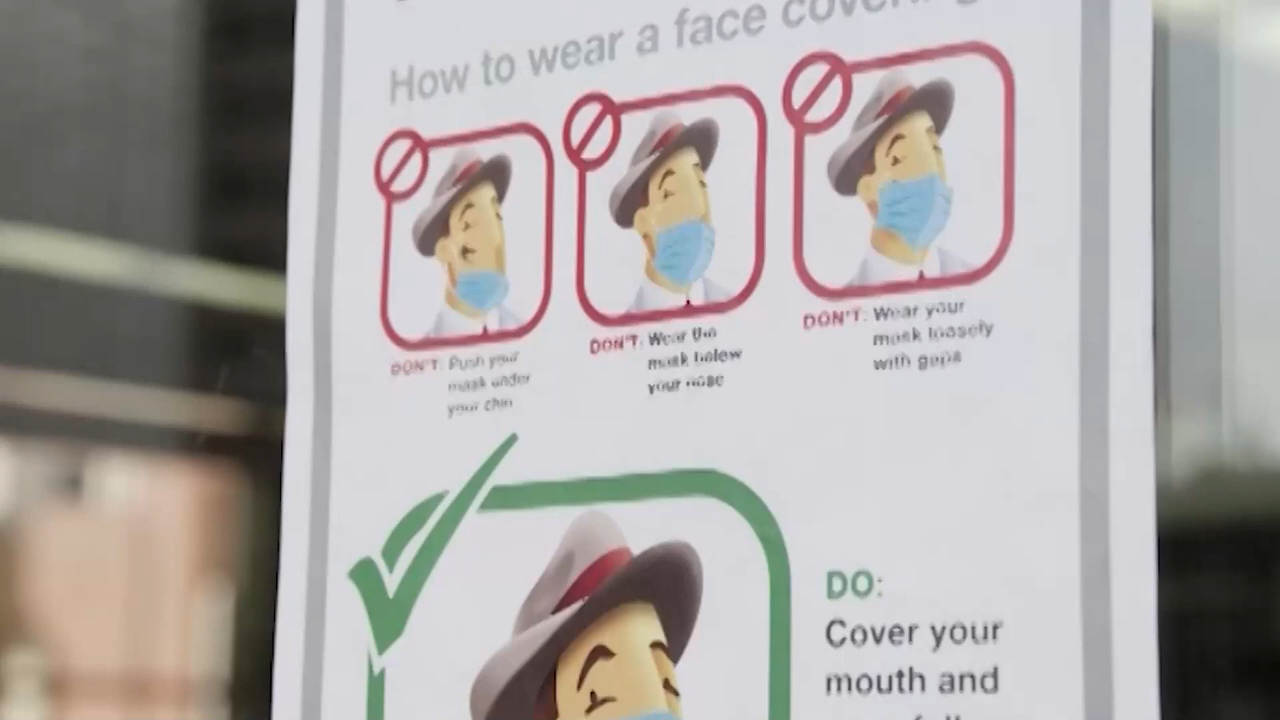 How to wear a face covering
DON'T: Push your
mask under
your chin
DON'T: Wear the
mask below
your nose
DON'T: Wear your
mask loosely
with gaps
DO:
Cover your
mouth and